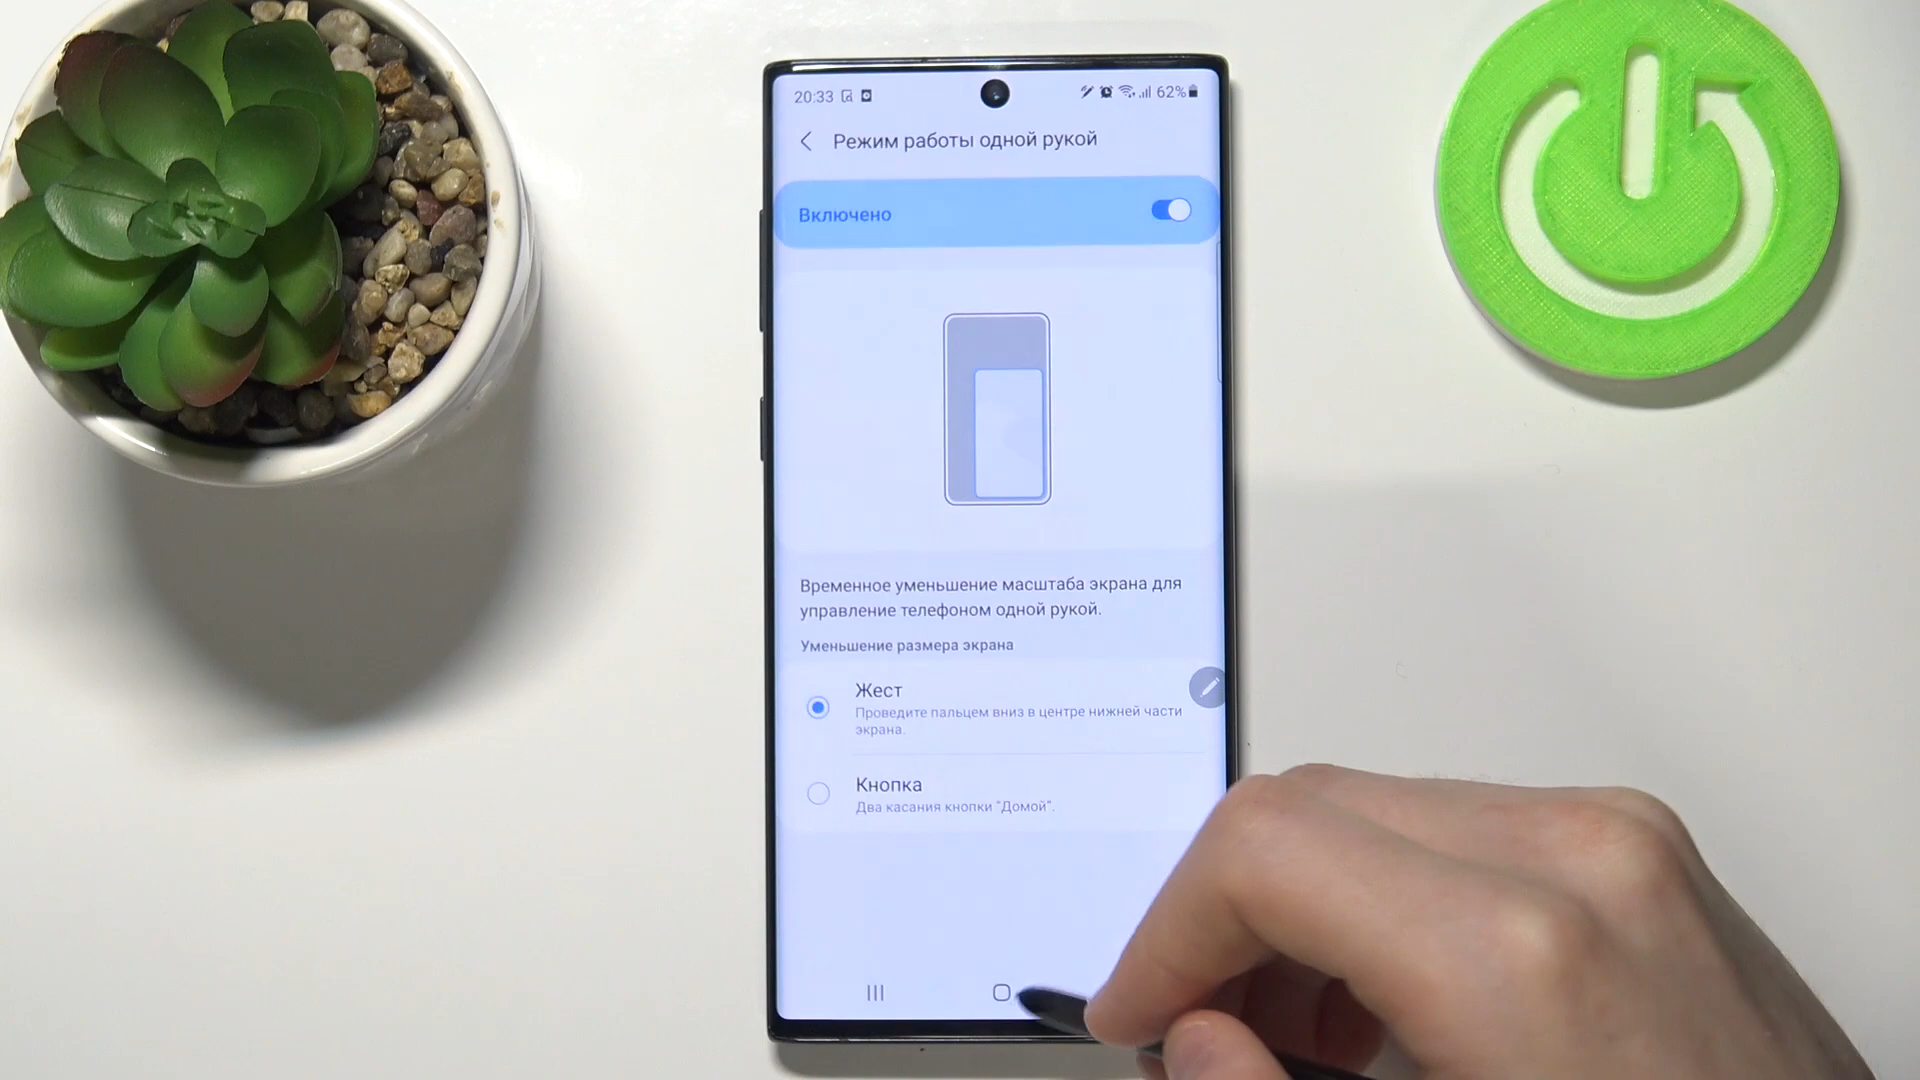 20:33
62%
Режим работы одной рукой
Включено
Временное уменьшение масштаба экрана для
управление телефоном одной рукой.
Уменьшение размера экрана
Жест
Проведите пальцем вниз в центре нижней части
экрана.
Кнопка
Два касания кнопки "Домой".